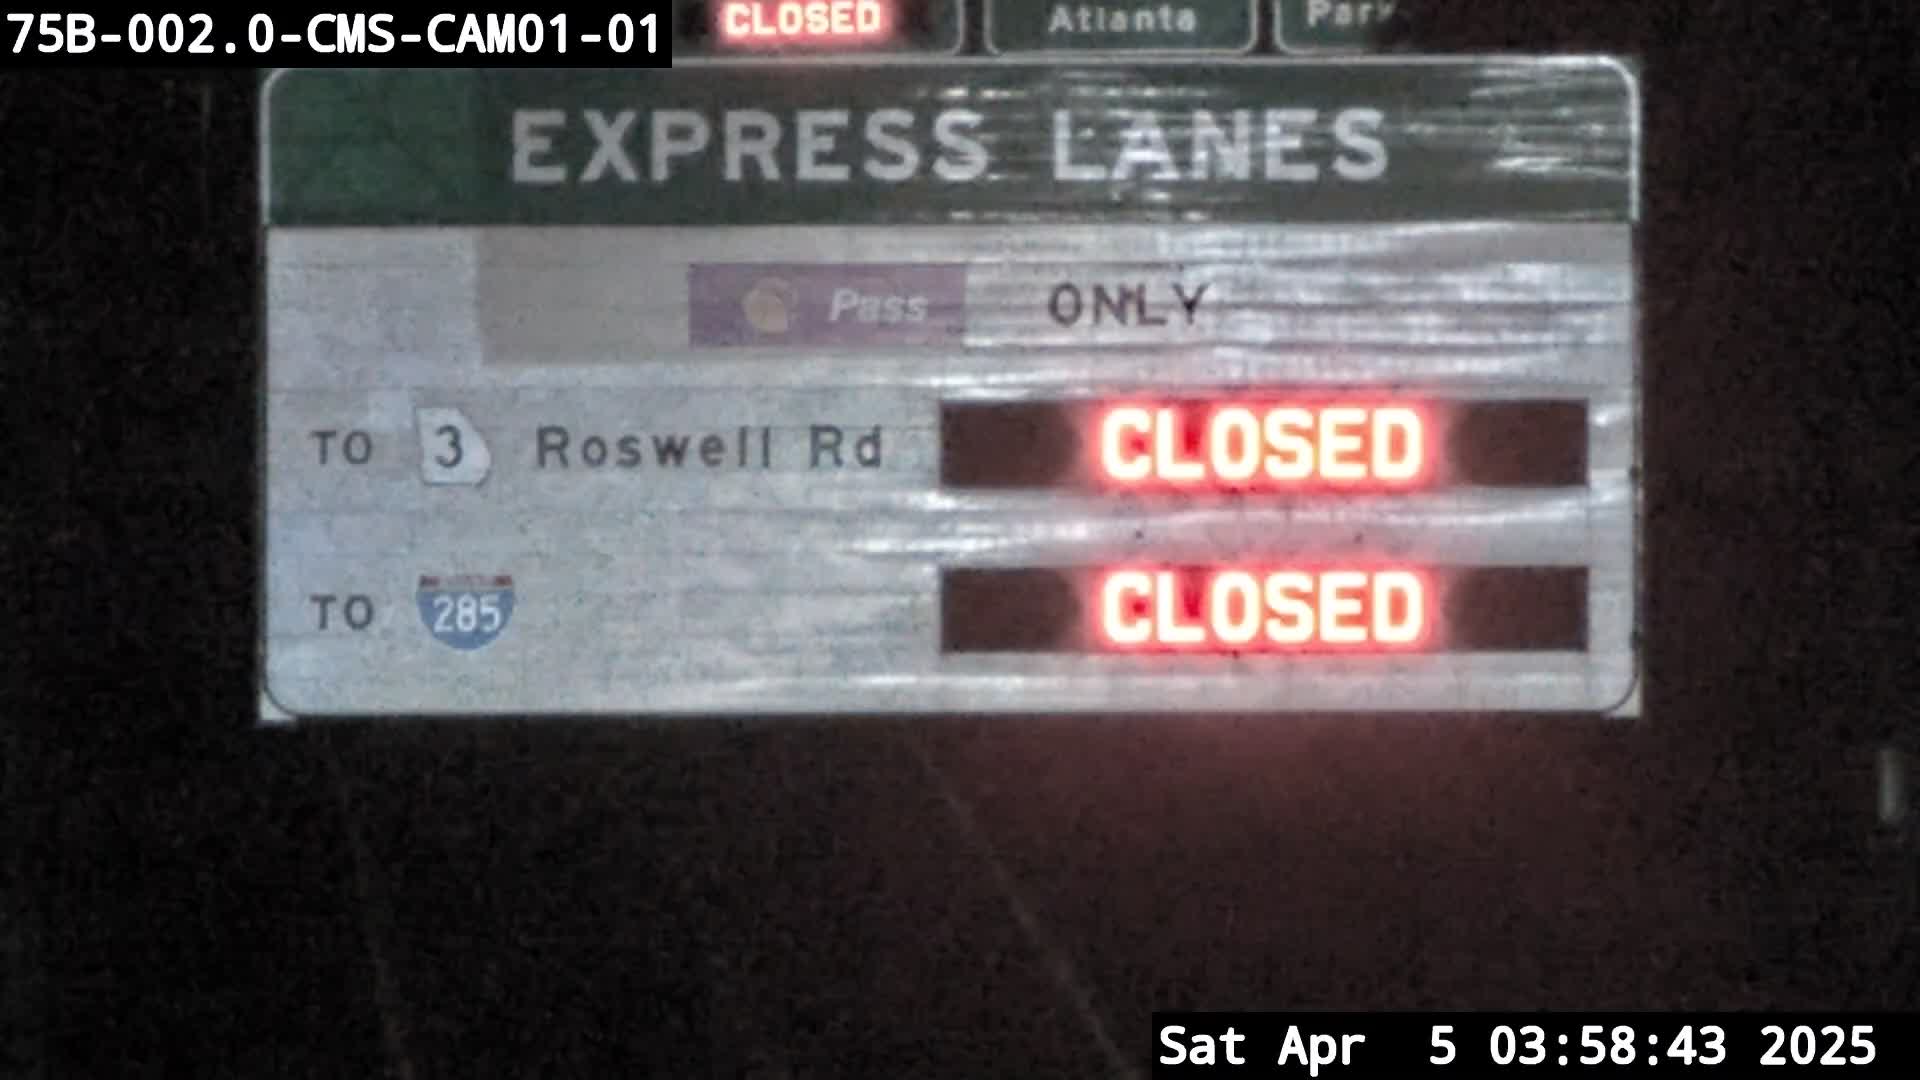 75B-002.0-CMS-CAM01-01
CLOSED
Atlanta
Park
EXPRESS LANES
Pass ONLY
TO 3 Roswell Rd CLOSED
TO 285 CLOSED
Sat Apr 5 03:58:43 2025